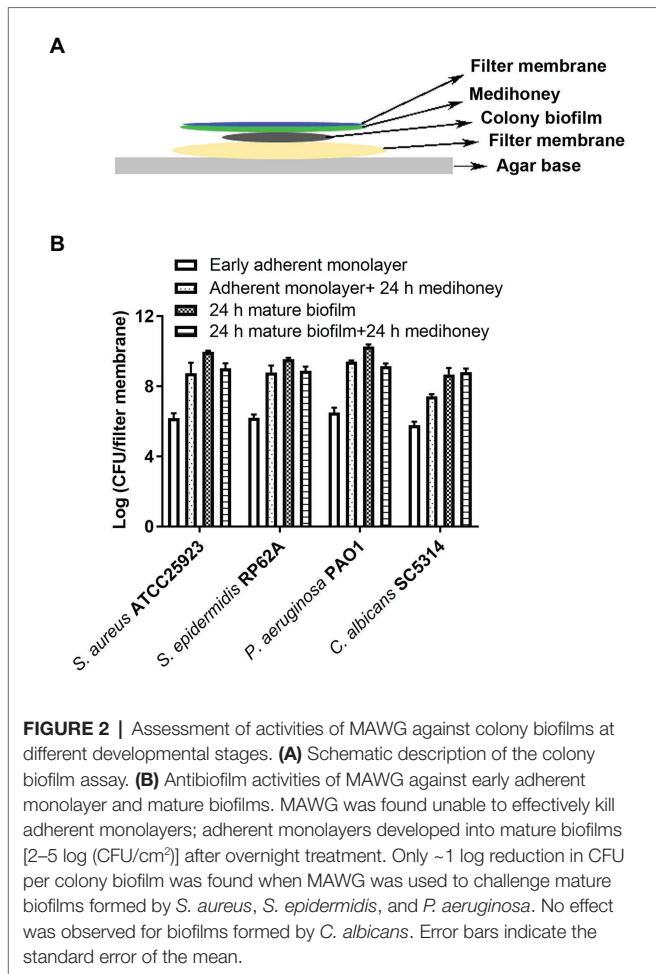 A
Filter membrane
Medihoney
Colony biofilm
Filter membrane
Agar base
B
Early adherent monolayer
Adherent monolayer+ 24 h medihoney
24 h mature biofilm
24 h mature biofilm+24 h medihoney
Log (CFU/filter membrane)
12
8
4
0
S. aureus ATCC25923
S. epidermidis RP62A
P. aeruginosa PAO1
C. albicans SC5314
FIGURE 2 | Assessment of activities of MAWG against colony biofilms at
different developmental stages. (A) Schematic description of the colony
biofilm assay. (B) Antibiofilm activities of MAWG against early adherent
monolayer and mature biofilms. MAWG was found unable to effectively kill
adherent monolayers; adherent monolayers developed into mature biofilms
[2–5 log (CFU/cm²)] after overnight treatment. Only ~1 log reduction in CFU
per colony biofilm was found when MAWG was used to challenge mature
biofilms formed by S. aureus, S. epidermidis, and P. aeruginosa. No effect
was observed for biofilms formed by C. albicans. Error bars indicate the
standard error of the mean.